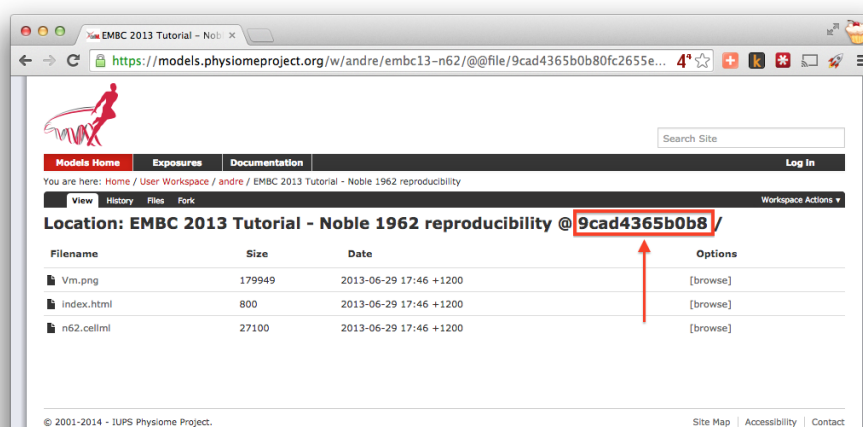 EMBC 2013 Tutorial – Nob
https://models.physiomeproject.org/w/andre/embc13-n62/@@file/9cad4365b0b80fc2655e...
Search Site
Models Home Exposures Documentation Log In
You are here: Home / User Workspace / andre / EMBC 2013 Tutorial - Noble 1962 reproducibility
View History Files Fork Workspace Actions ▾
Location: EMBC 2013 Tutorial - Noble 1962 reproducibility @ 9cad4365b0b8 /
Filename Size Date Options
Vm.png 179949 2013-06-29 17:46 +1200 [browse]
index.html 800 2013-06-29 17:46 +1200 [browse]
n62.cellml 27100 2013-06-29 17:46 +1200 [browse]
© 2001-2014 - IUPS Physiome Project. Site Map Accessibility Contact